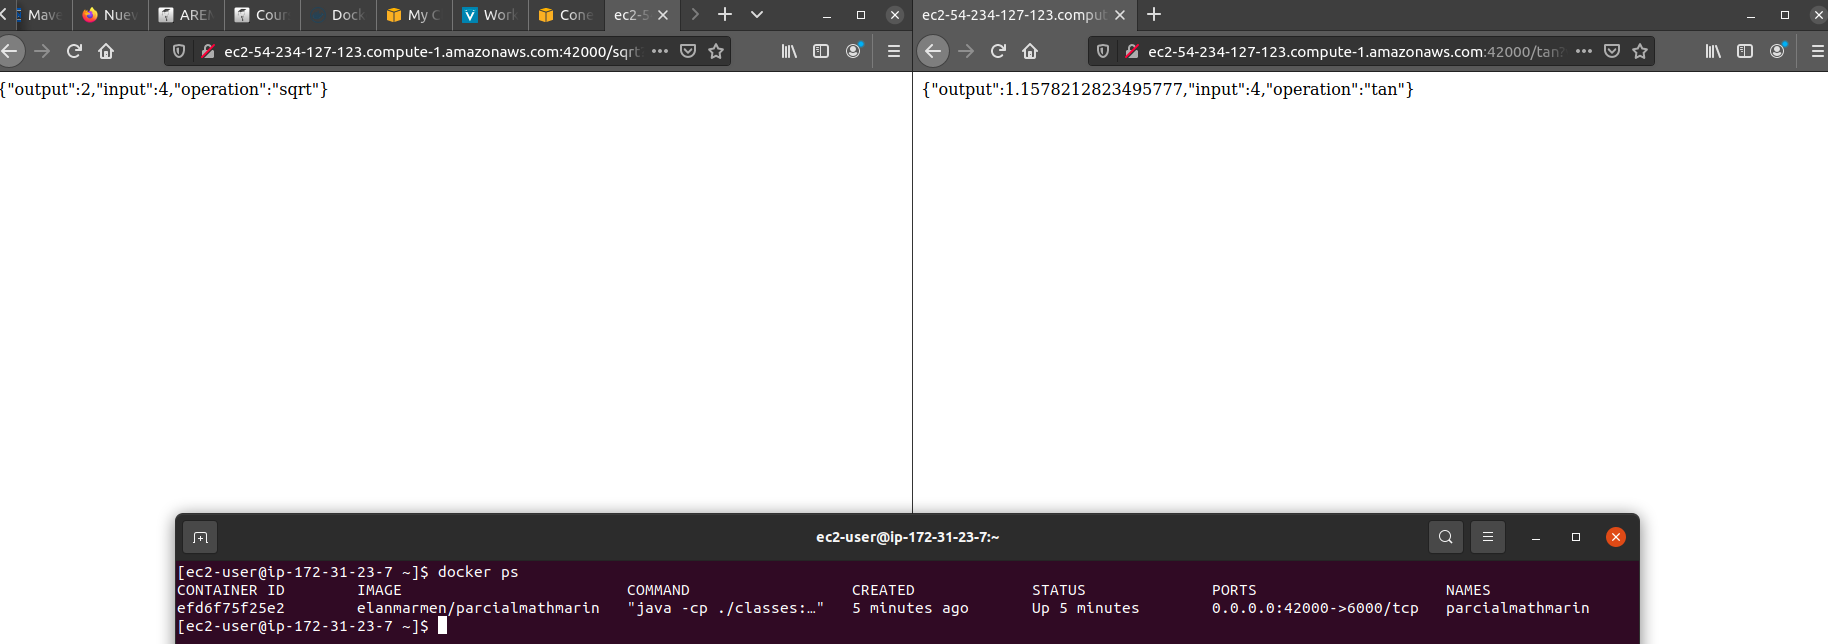 Mave
Nuev
AREM
Cour
Dock
My C
Work
Cone
ec2-5
ec2-54-234-127-123.compute-1.amazonaws.com:42000/sqrt
{"output":2,"input":4,"operation":"sqrt"}
ec2-54-234-127-123.comput
ec2-54-234-127-123.compute-1.amazonaws.com:42000/tan?
{"output":1.1578212823495777,"input":4,"operation":"tan"}
ec2-user@ip-172-31-23-7:~
[ec2-user@ip-172-31-23-7 ~]$ docker ps
CONTAINER ID IMAGE COMMAND CREATED STATUS PORTS NAMES
efd6f75f25e2 elanmarmen/parcialmathmarin "java -cp ./classes:…" 5 minutes ago Up 5 minutes 0.0.0.0:42000->6000/tcp parcialmathmarin
[ec2-user@ip-172-31-23-7 ~]$